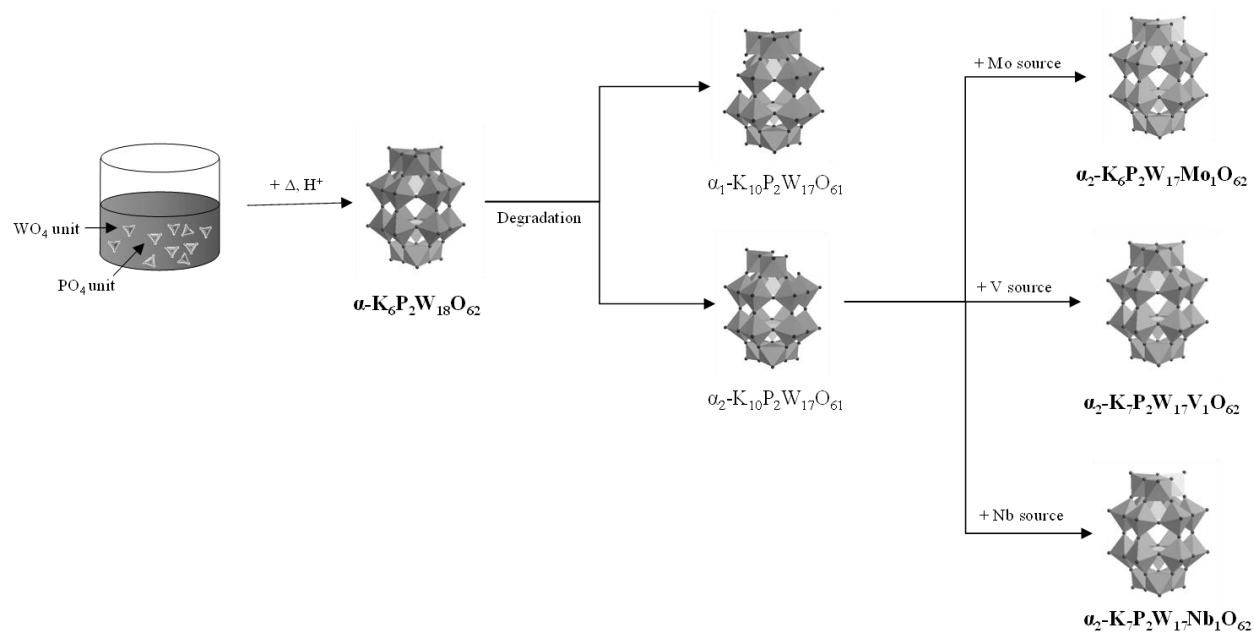 WO₄ unit
PO₄ unit
+ Δ, H⁺
α-K₆P₂W₁₈O₆₂
Degradation
α₁-K₁₀P₂W₁₇O₆₁
α₂-K₁₀P₂W₁₇O₆₁
+ Mo source
α₂-K₆P₂W₁₇Mo₁O₆₂
+ V source
α₂-K₇P₂W₁₇V₁O₆₂
+ Nb source
α₂-K₇P₂W₁₇Nb₁O₆₂